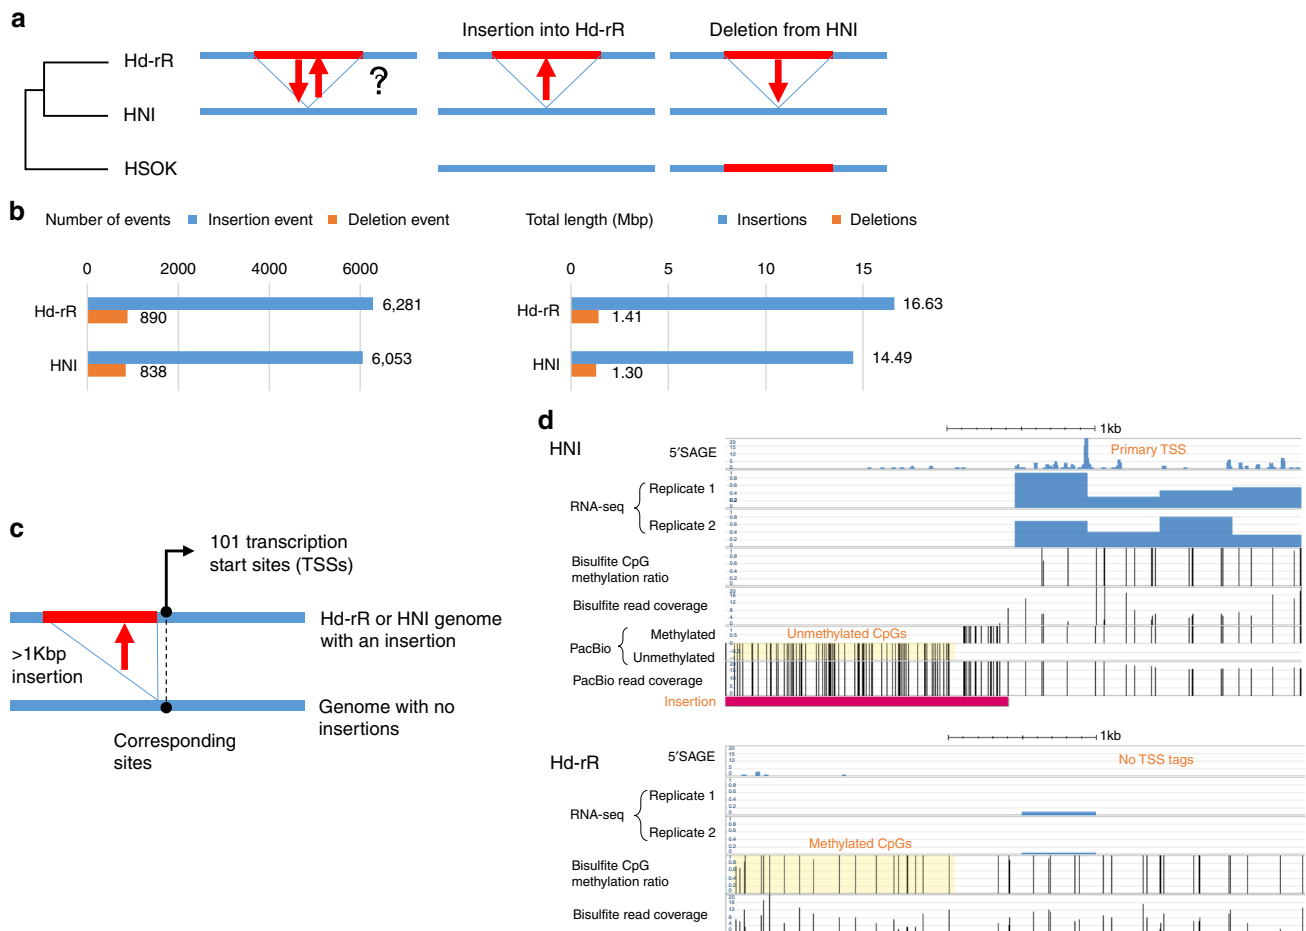 a
Insertion into Hd-rR
Deletion from HNI
Hd-rR
?
HNI
HSOK
b
Number of events
Insertion event
Deletion event
0 2000 4000 6000
Hd-rR
6,281
890
HNI
6,053
838
Total length (Mbp)
Insertions
Deletions
0 5 10 15
Hd-rR
16.63
1.41
HNI
14.49
1.30
c
101 transcription
start sites (TSSs)
Hd-rR or HNI genome
with an insertion
>1Kbp
insertion
Genome with no
insertions
Corresponding
sites
d
1kb
HNI
5′SAGE
Primary TSS
RNA-seq
Replicate 1
Replicate 2
Bisulfite CpG
methylation ratio
Bisulfite read coverage
PacBio
Methylated
Unmethylated
Unmethylated CpGs
PacBio read coverage
Insertion
1kb
Hd-rR
5′SAGE
No TSS tags
RNA-seq
Replicate 1
Replicate 2
Methylated CpGs
Bisulfite CpG
methylation ratio
Bisulfite read coverage